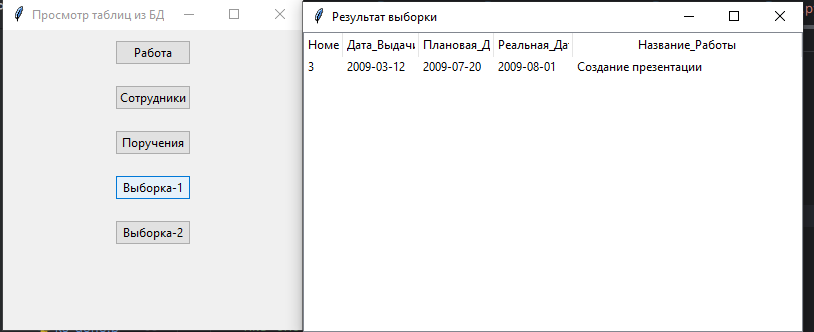 Просмотр таблиц из БД
Работа
Сотрудники
Поручения
Выборка-1
Выборка-2
Результат выборки
Номе Дата_Выдачи Плановая_Д Реальная_Да Название_Работы
3 2009-03-12 2009-07-20 2009-08-01 Создание презентации